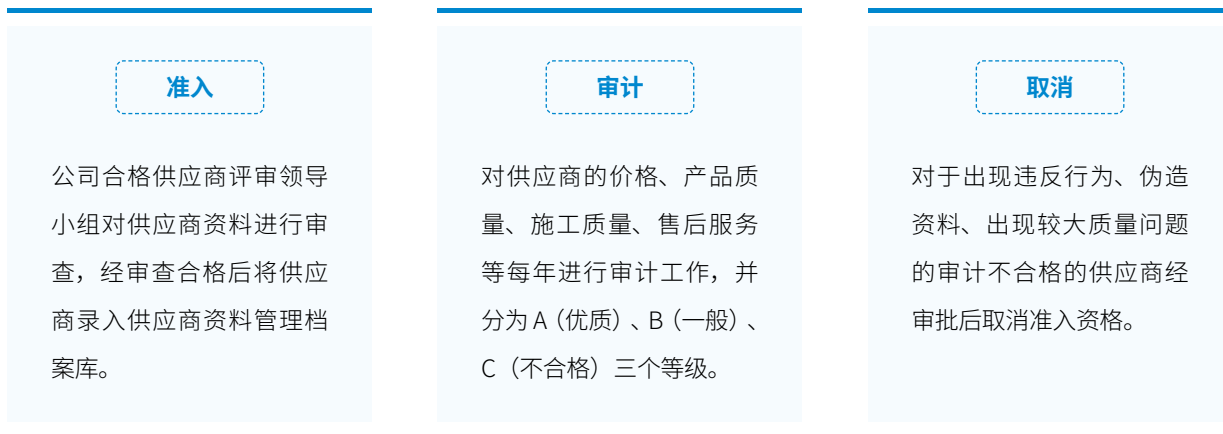 准入
公司合格供应商评审领导
小组对供应商资料进行审
查，经审查合格后将供应
商录入供应商资料管理档
案库。
审计
对供应商的价格、产品质
量、施工质量、售后服务
等每年进行审计工作，并
分为 A（优质）、B（一般）、
C（不合格）三个等级。
取消
对于出现违反行为、伪造
资料、出现较大质量问题
的审计不合格的供应商经
审批后取消准入资格。